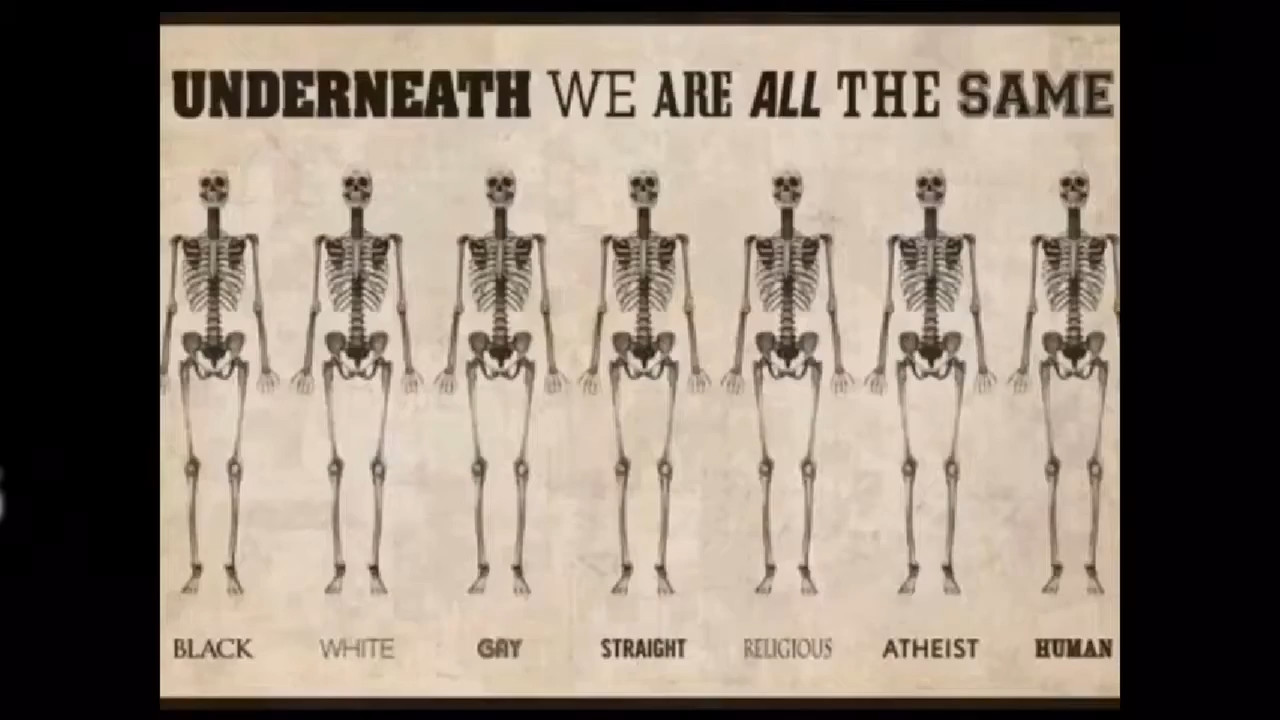 UNDERNEATH WE ARE ALL THE SAME
BLACK WHITE GAY STRAIGHT RELIGIOUS ATHEIST HUMAN